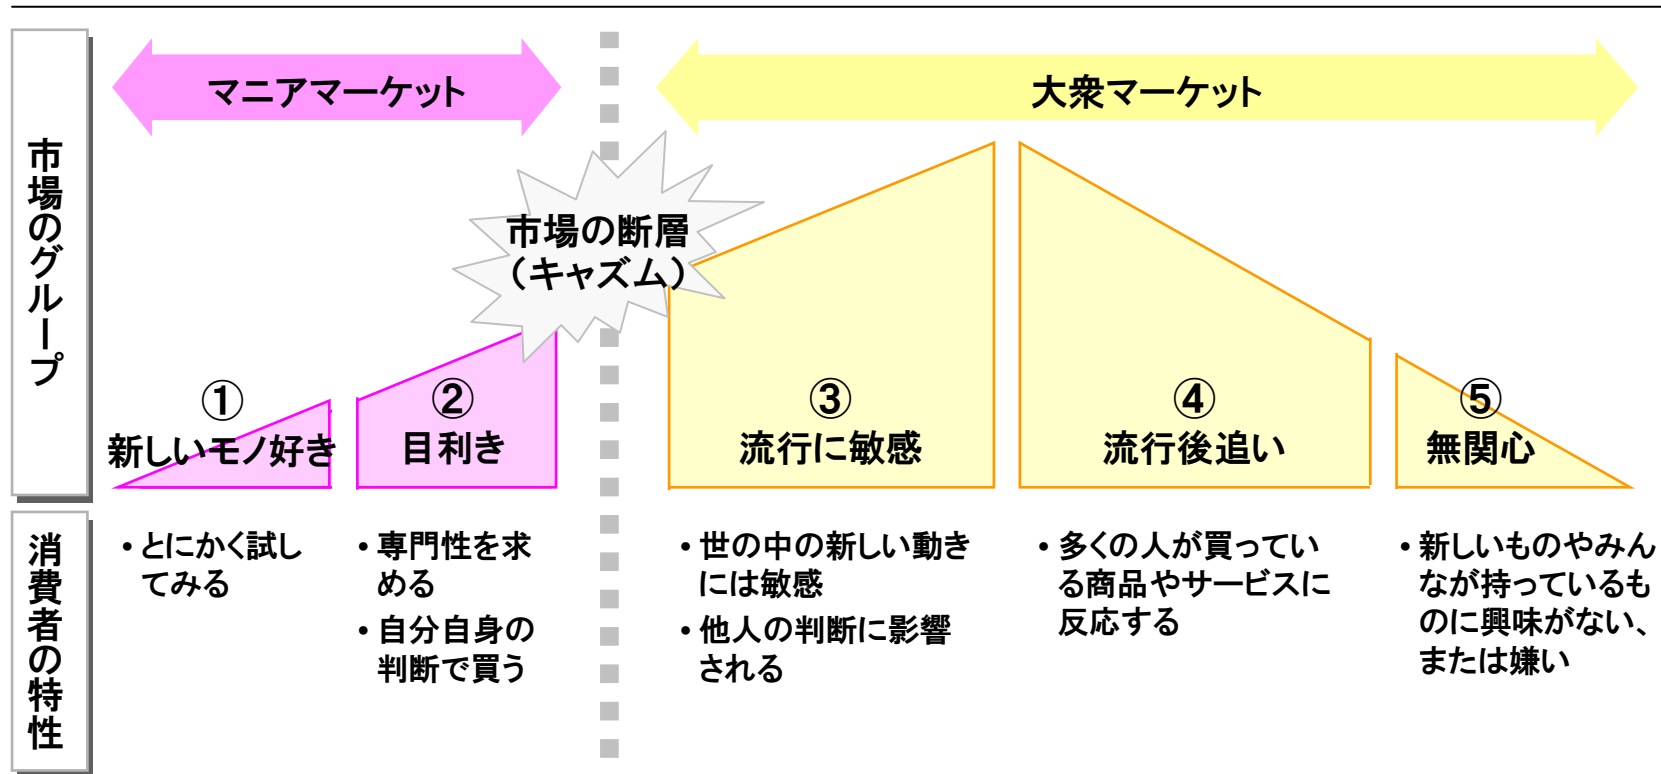 市場のグループ
マニアマーケット
大衆マーケット
市場の断層
（キャズム）
①
新しいモノ好き
②
目利き
③
流行に敏感
④
流行後追い
⑤
無関心
消費者の特性
• とにかく試し
てみる
• 専門性を求
める
• 自分自身の
判断で買う
• 世の中の新しい動き
には敏感
• 他人の判断に影響
される
• 多くの人が買ってい
る商品やサービスに
反応する
• 新しいものやみん
なが持っているも
のに興味がない、
または嫌い